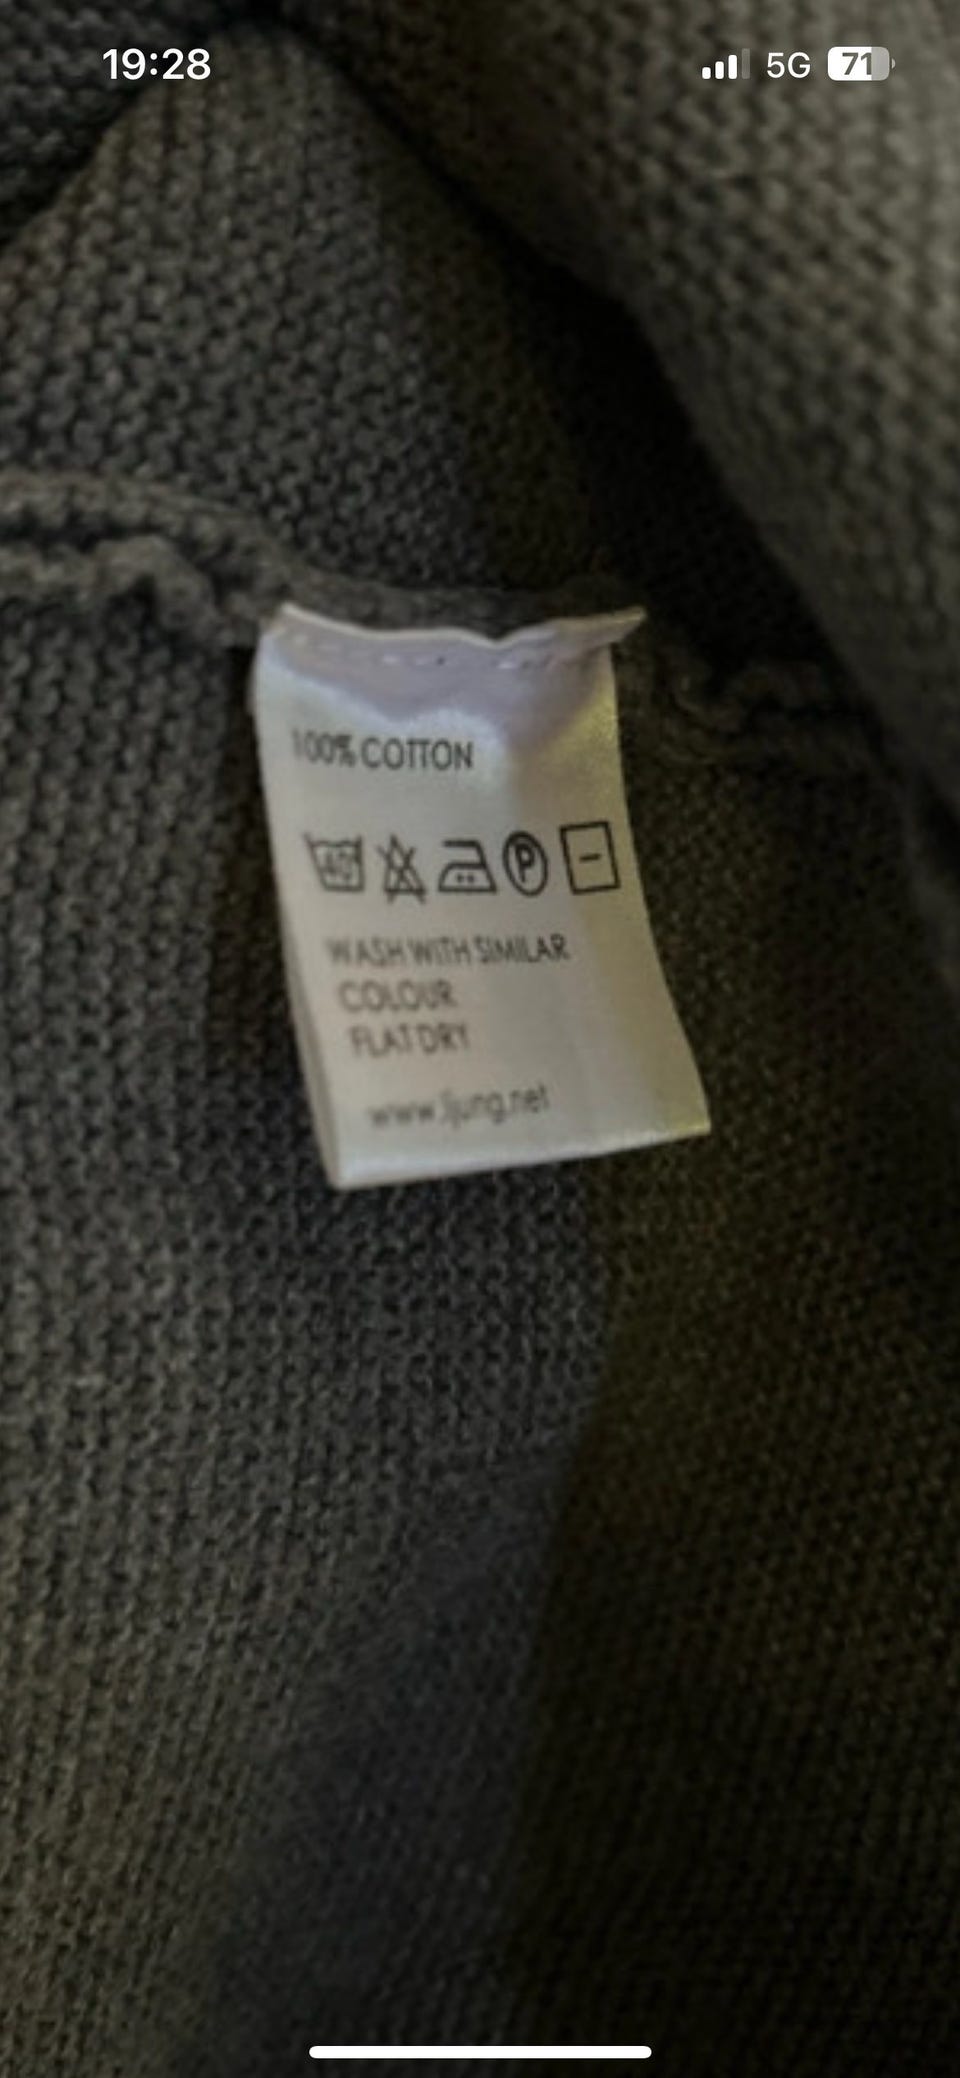 19:28 5G 71
100% COTTON
40° P
WASH WITH SIMILAR
COLOUR
FLAT DRY
www.ljung.net